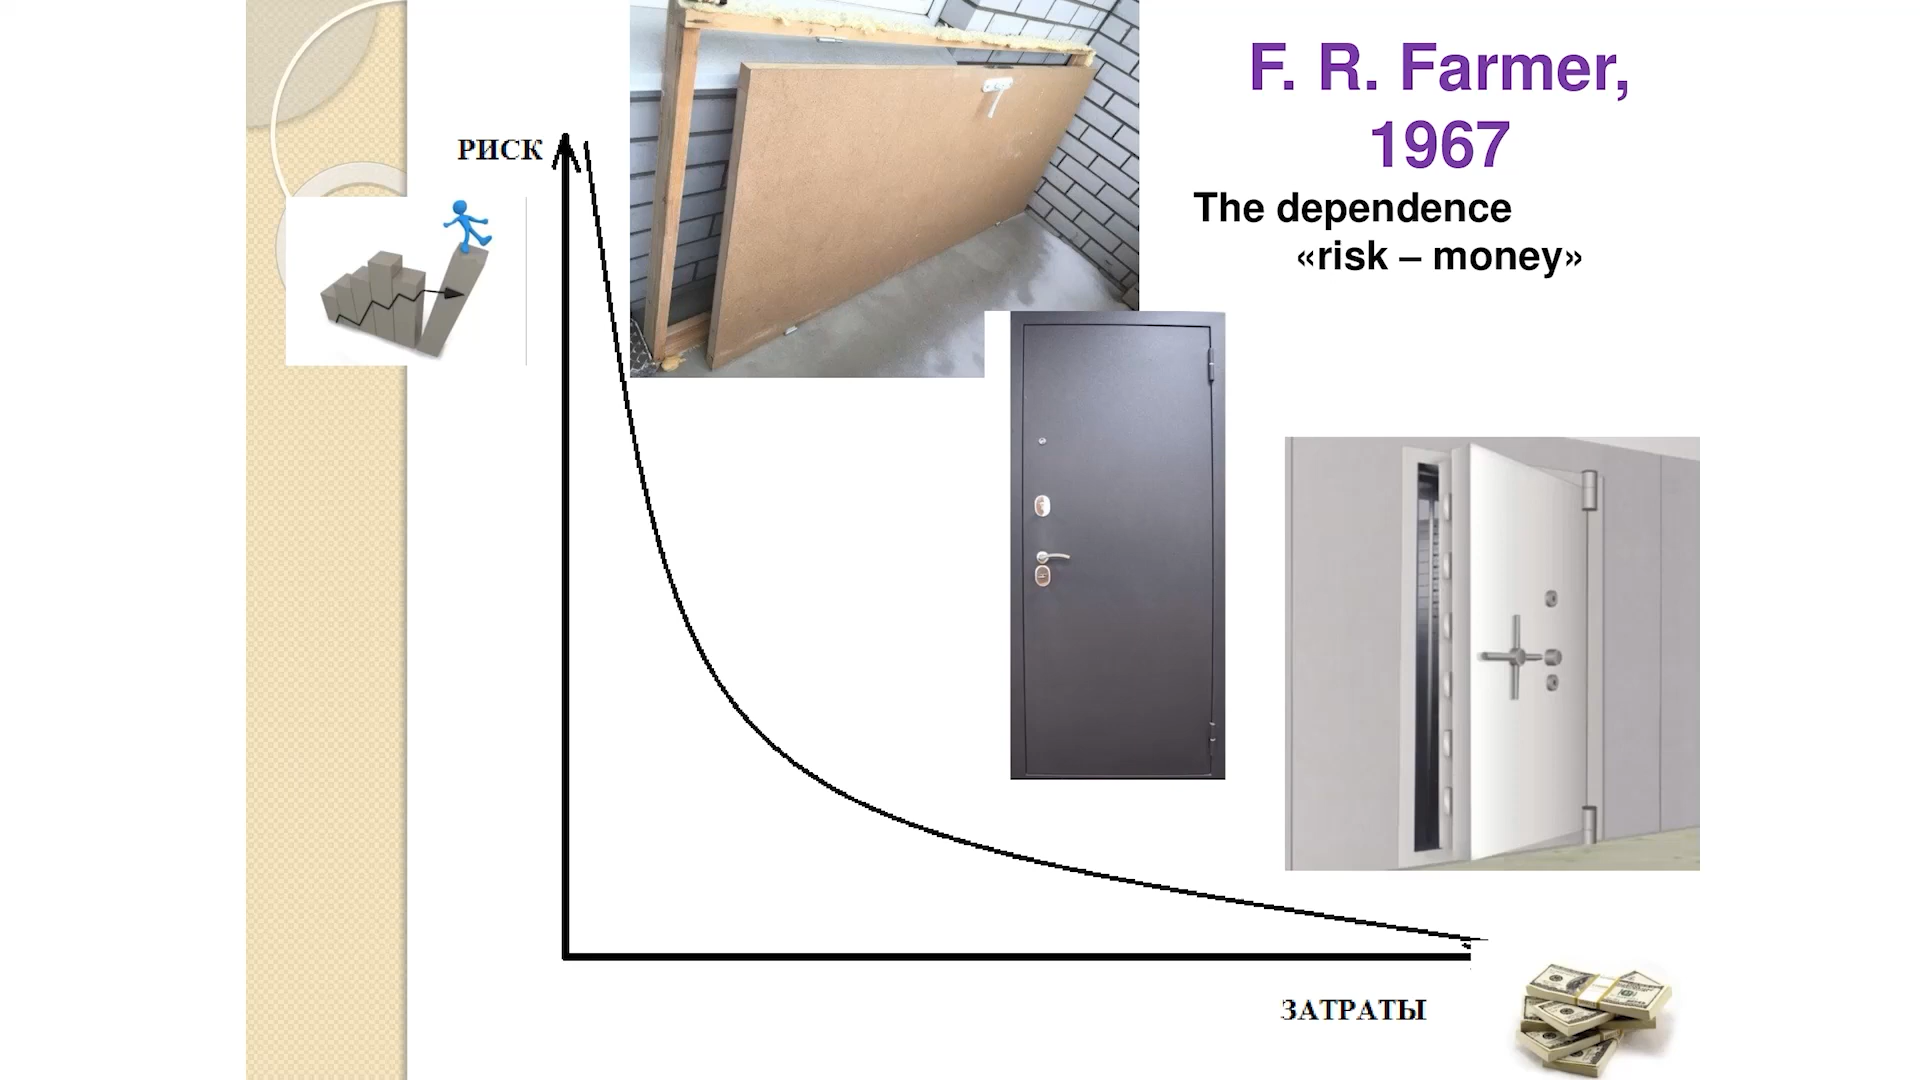 F. R. Farmer,
1967
The dependence
«risk – money»
РИСК
ЗАТРАТЫ